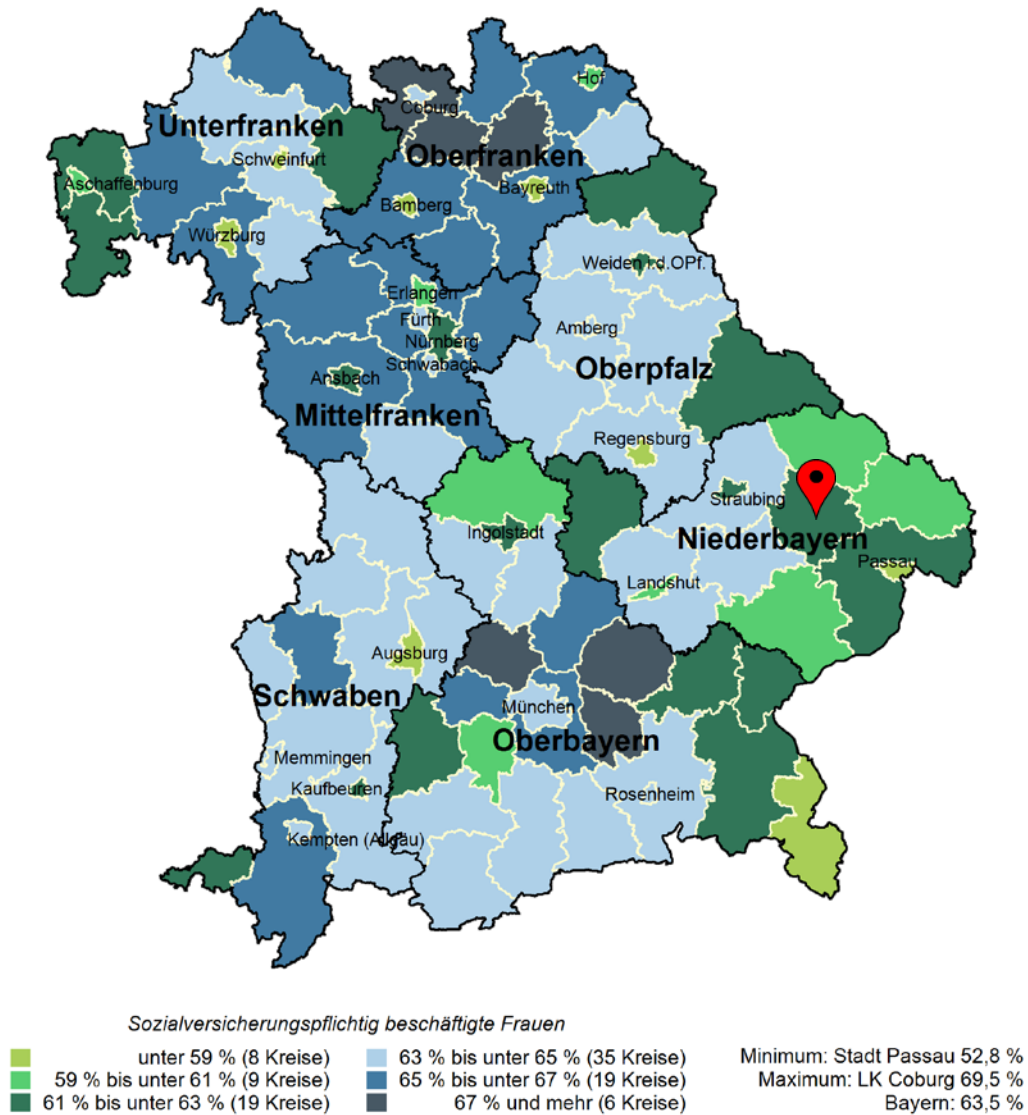 Hof
Coburg
Unterfranken
Oberfranken
Schweinfurt
Aschaffenburg
Bayreuth
Bamberg
Würzburg
Weiden i.d.OPf.
Erlangen
Fürth
Amberg
Nürnberg
Schwabach
Oberpfalz
Ansbach
Mittelfranken
Regensburg
Straubing
Ingolstadt
Niederbayern
Passau
Landshut
Augsburg
Schwaben
München
Oberbayern
Memmingen
Kaufbeuren
Rosenheim
Kempten (Allgäu)
Sozialversicherungspflichtig beschäftigte Frauen
unter 59 % (8 Kreise) 63 % bis unter 65 % (35 Kreise) Minimum: Stadt Passau 52,8 %
59 % bis unter 61 % (9 Kreise) 65 % bis unter 67 % (19 Kreise) Maximum: LK Coburg 69,5 %
61 % bis unter 63 % (19 Kreise) 67 % und mehr (6 Kreise) Bayern: 63,5 %